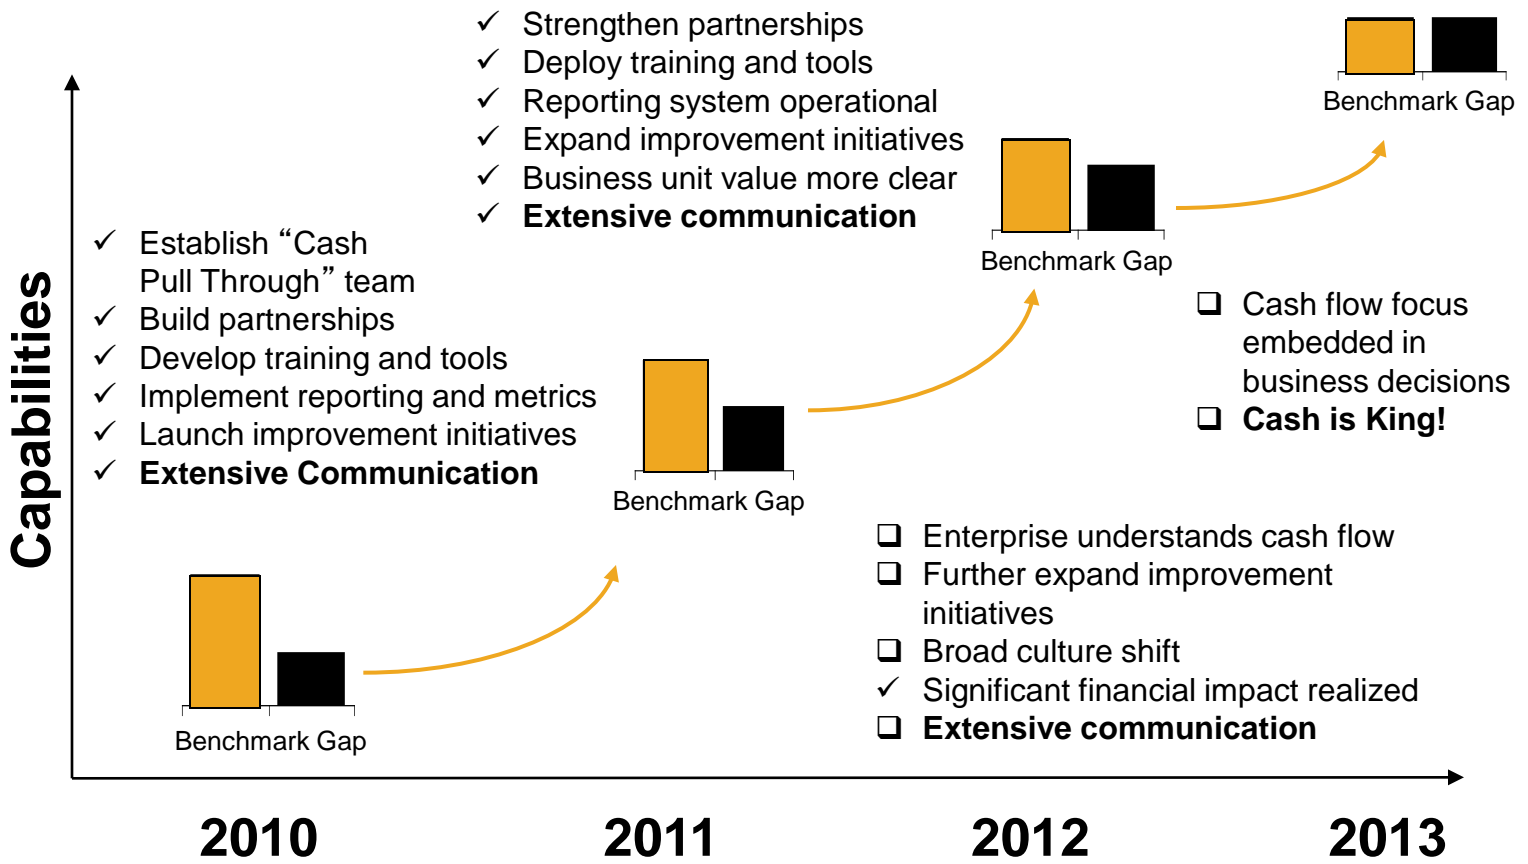 Strengthen partnerships
Deploy training and tools
Reporting system operational
Expand improvement initiatives
Business unit value more clear
Extensive communication
Benchmark Gap
Establish “Cash
Pull Through” team
Build partnerships
Develop training and tools
Implement reporting and metrics
Launch improvement initiatives
Extensive Communication
Benchmark Gap
Cash flow focus
embedded in
business decisions
Cash is King!
Benchmark Gap
Enterprise understands cash flow
Further expand improvement
initiatives
Broad culture shift
Significant financial impact realized
Extensive communication
Benchmark Gap
Capabilities
2010
2011
2012
2013